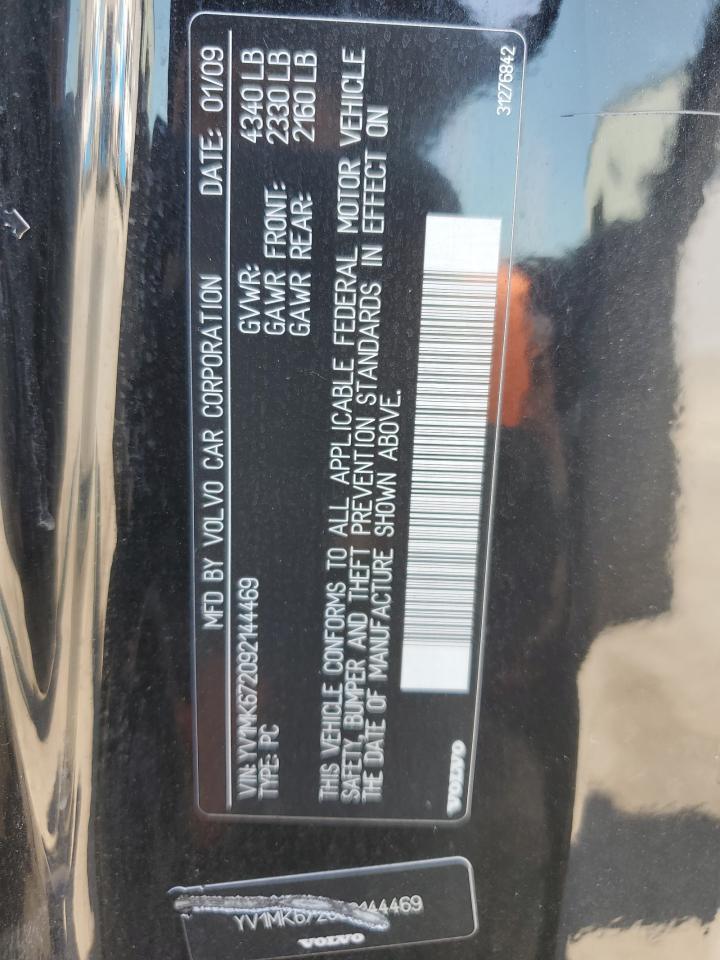 MFD BY VOLVO CAR CORPORATION DATE: 01/09
VIN: YV1MK672092144469 GVWR: 4340 LB
TYPE: PC GAWR FRONT: 2330 LB
GAWR REAR: 2160 LB
THIS VEHICLE CONFORMS TO ALL APPLICABLE FEDERAL MOTOR VEHICLE
SAFETY, BUMPER AND THEFT PREVENTION STANDARDS IN EFFECT ON
THE DATE OF MANUFACTURE SHOWN ABOVE.
VOLVO 31276842
VOLVO